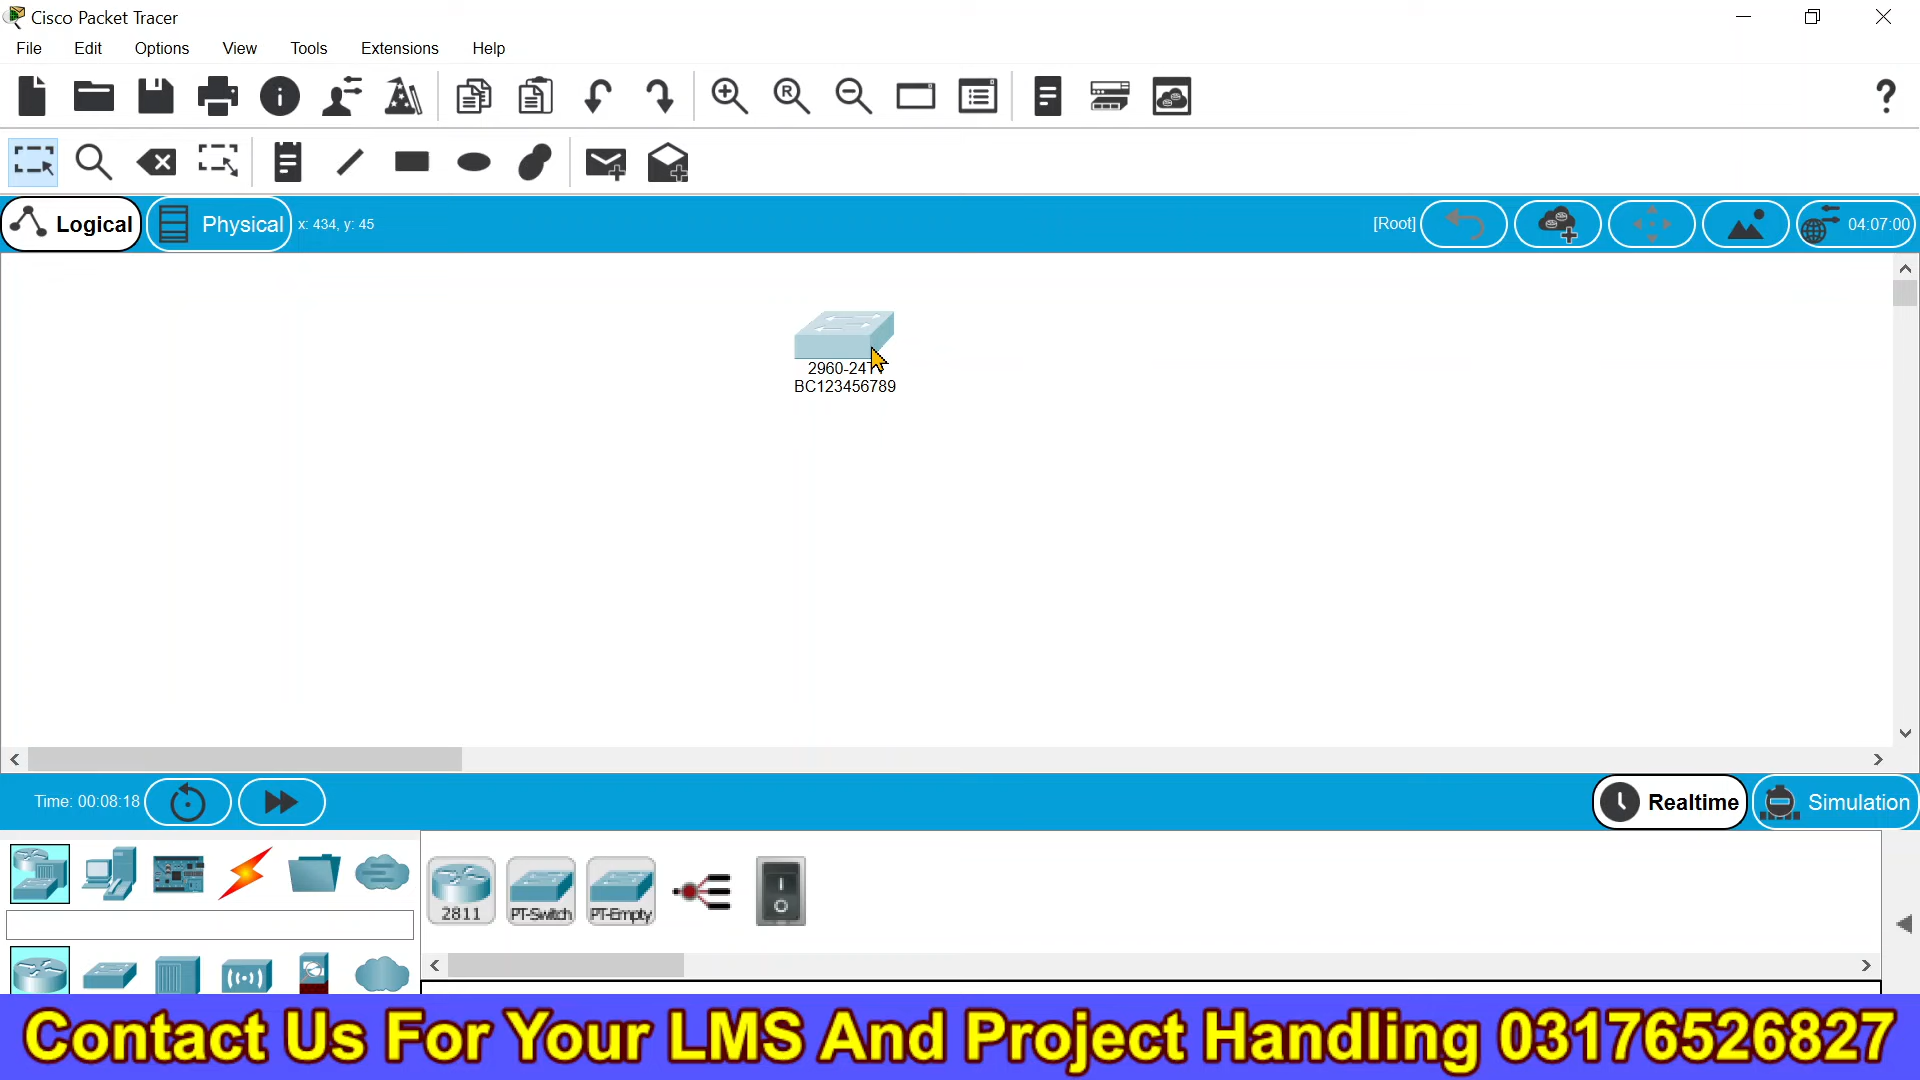 Cisco Packet Tracer
File Edit Options View Tools Extensions Help
Logical Physical x: 434, y: 45 [Root] 04:07:00
BC123456789
Time: 00:08:18 Realtime Simulation
2811 PT-Switch PT-Empty
Contact Us For Your LMS And Project Handling 03176526827